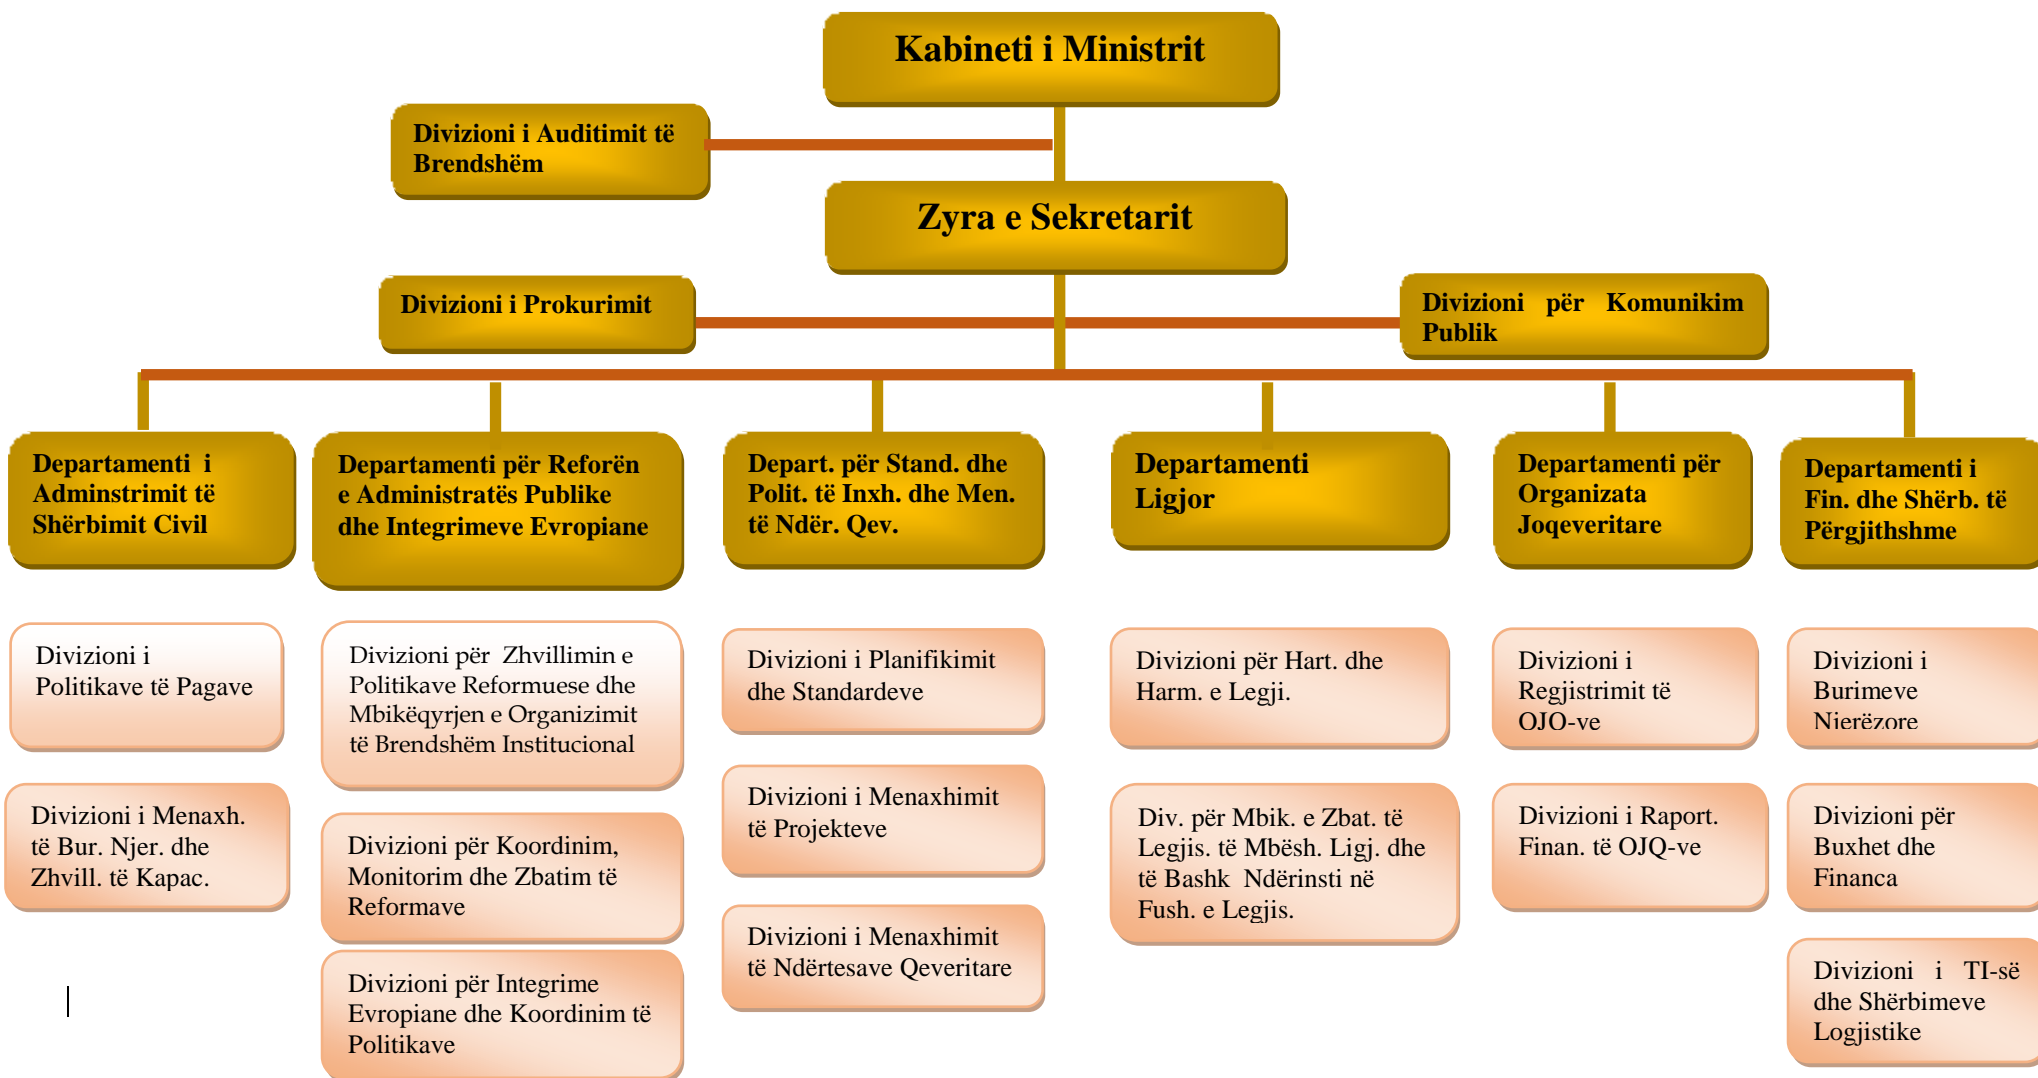 Kabineti i Ministrit
Divizioni i Auditimit të
Brendshëm
Zyra e Sekretarit
Divizioni i Prokurimit
Divizioni për Komunikim
Publik
Departamenti i
Adminstrimit të
Shërbimit Civil
Departamenti për Reforën
e Administratës Publike
dhe Integrimeve Evropiane
Depart. për Stand. dhe
Polit. të Inxh. dhe Men.
të Ndër. Qev.
Departamenti
Ligjor
Departamenti për
Organizata
Joqeveritare
Departamenti i
Fin. dhe Shërb. të
Përgjithshme
Divizioni i
Politikave të Pagave
Divizioni i Menaxh.
të Bur. Njer. dhe
Zhvill. të Kapac.
Divizioni për Zhvillimin e
Politikave Reformuese dhe
Mbikëqyrjen e Organizimit
të Brendshëm Institucional
Divizioni për Koordinim,
Monitorim dhe Zbatim të
Reformave
Divizioni për Integrime
Evropiane dhe Koordinim të
Politikave
Divizioni i Planifikimit
dhe Standardeve
Divizioni i Menaxhimit
të Projekteve
Divizioni i Menaxhimit
të Ndërtesave Qeveritare
Divizioni për Hart. dhe
Harm. e Legji.
Div. për Mbik. e Zbat. të
Legjis. të Mbësh. Ligj. dhe
të Bashk Ndërinsti në
Fush. e Legjis.
Divizioni i
Regjistrimit të
OJQ-ve
Divizioni i Raport.
Finan. të OJQ-ve
Divizioni i
Burimeve
Njerëzore
Divizioni për
Buxhet dhe
Financa
Divizioni i TI-së
dhe Shërbimeve
Logjistike